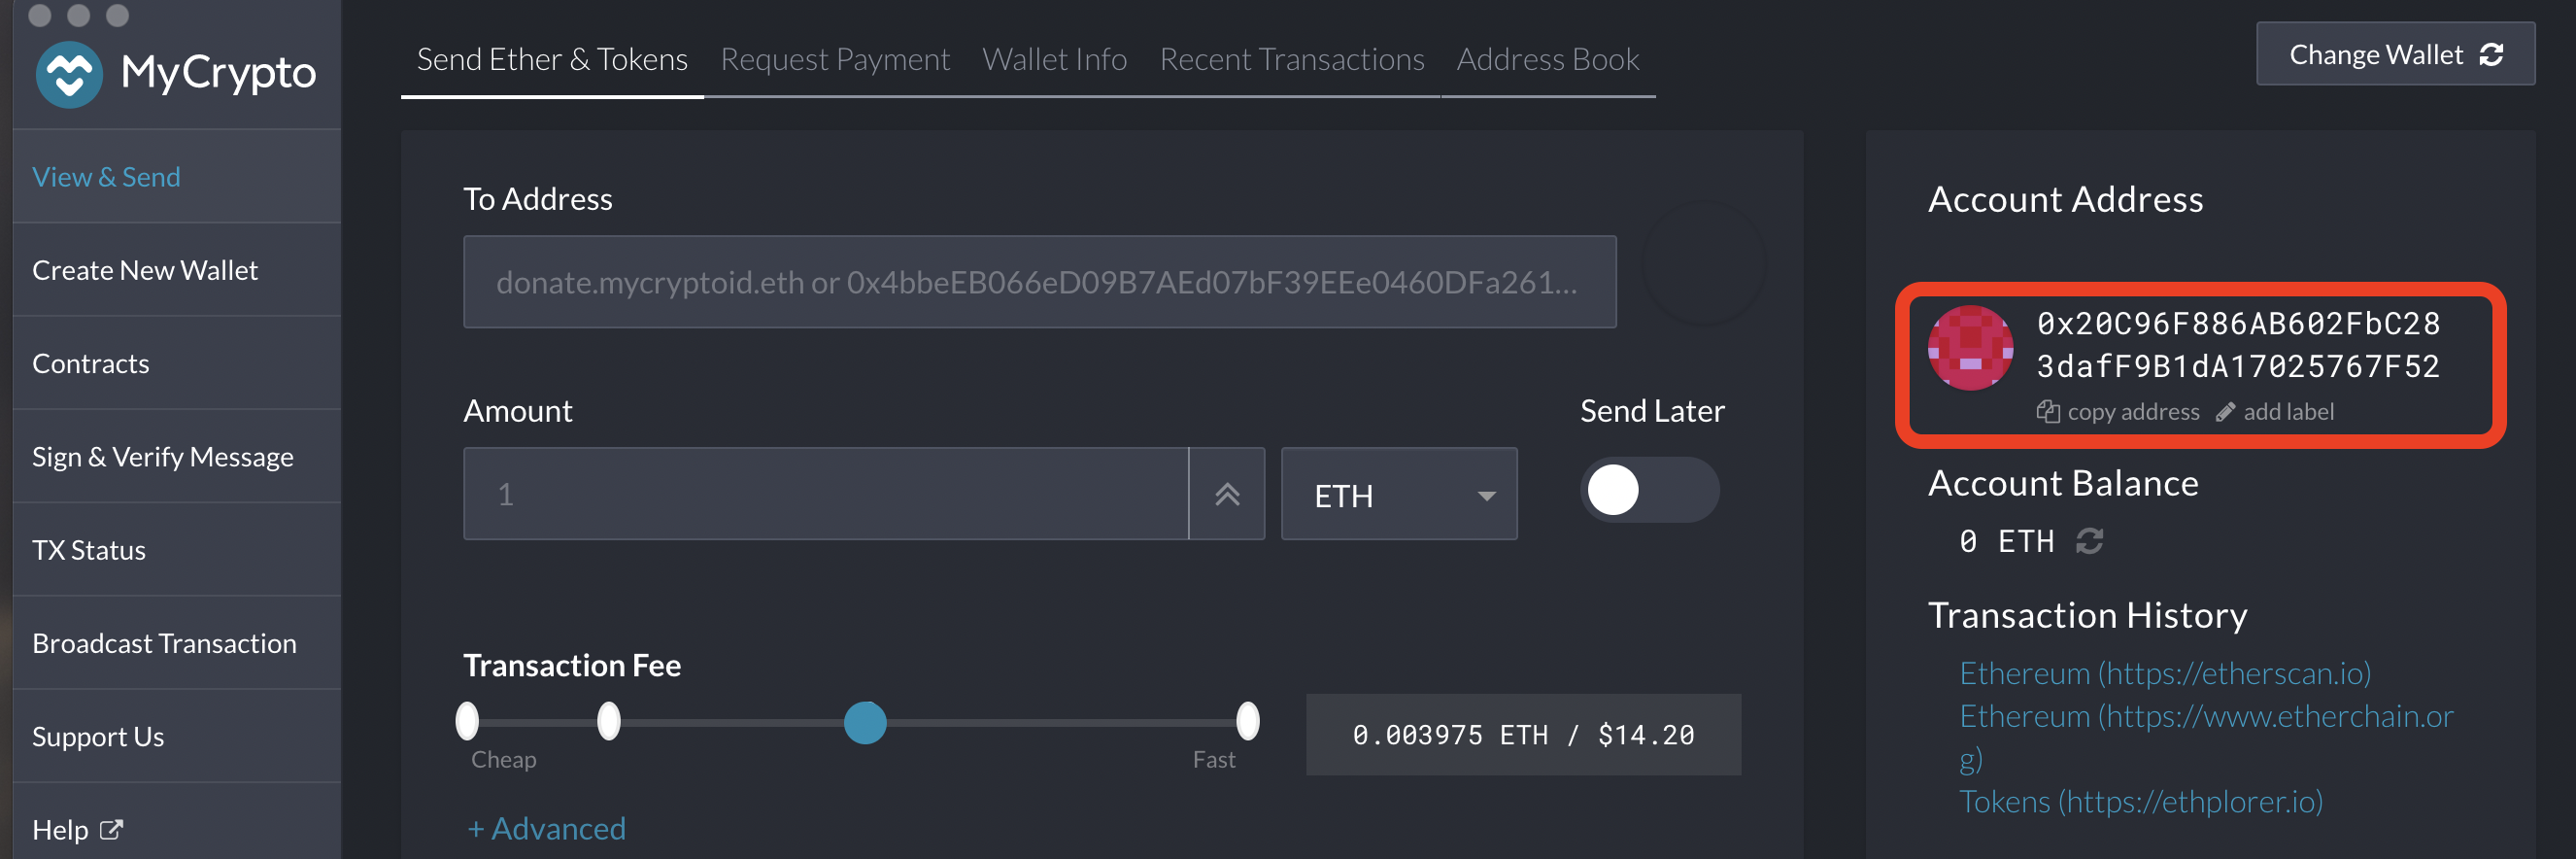 MyCrypto
View & Send
Create New Wallet
Contracts
Sign & Verify Message
TX Status
Broadcast Transaction
Support Us
Help
Send Ether & Tokens
Request Payment
Wallet Info
Recent Transactions
Address Book
Change Wallet
To Address
donate.mycryptoid.eth or 0x4bbeEB066eD09B7AEd07bF39EEe0460DFa261...
Amount
1
ETH
Send Later
Transaction Fee
Cheap
Fast
0.003975 ETH / $14.20
+ Advanced
Account Address
0x20C96F886AB602FbC28
3dafF9B1dA17025767F52
copy address
add label
Account Balance
0 ETH
Transaction History
Ethereum (https://etherscan.io)
Ethereum (https://www.etherchain.or
g)
Tokens (https://ethplorer.io)